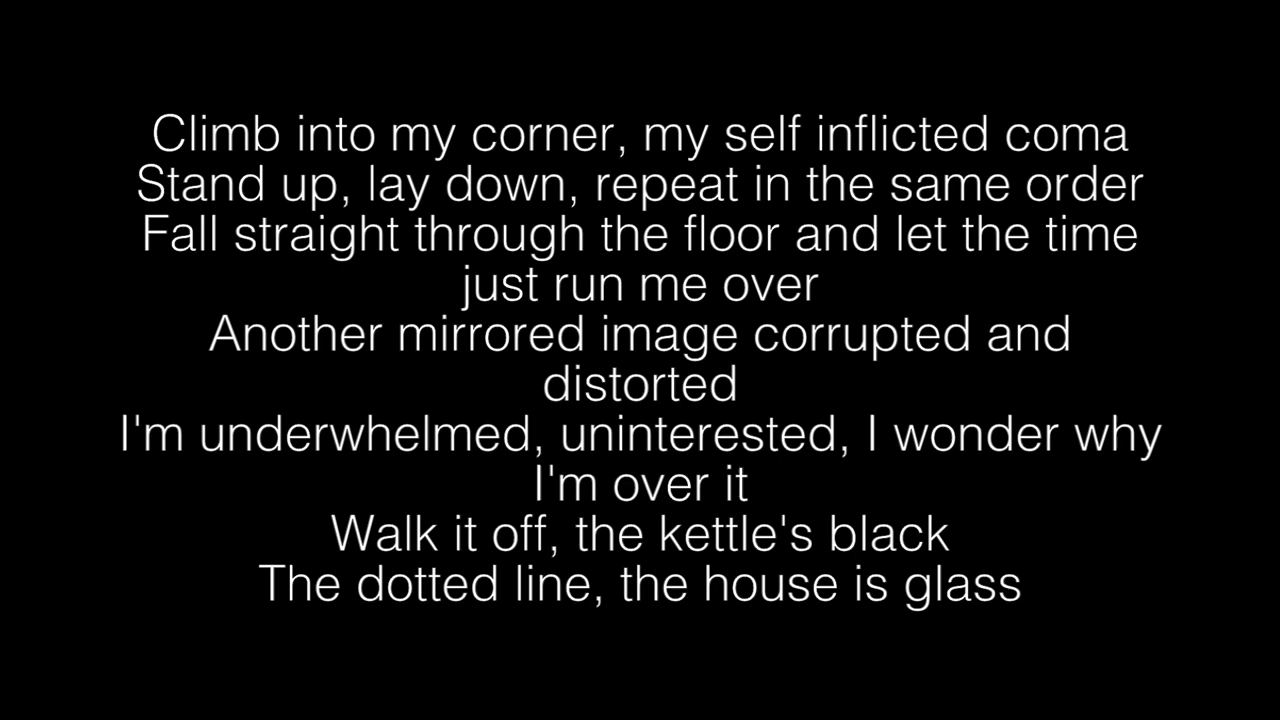 Climb into my corner, my self inflicted coma
Stand up, lay down, repeat in the same order
Fall straight through the floor and let the time
just run me over
Another mirrored image corrupted and
distorted
I'm underwhelmed, uninterested, I wonder why
I'm over it
Walk it off, the kettle's black
The dotted line, the house is glass